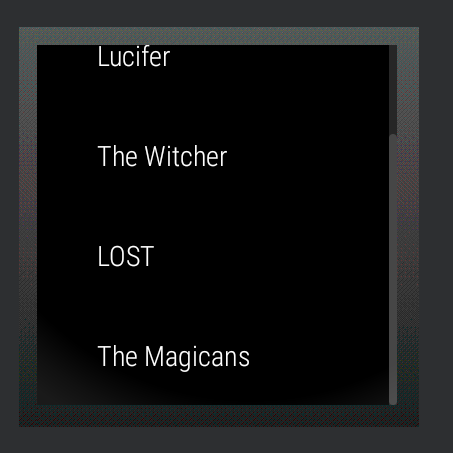 Lucifer
The Witcher
LOST
The Magicans